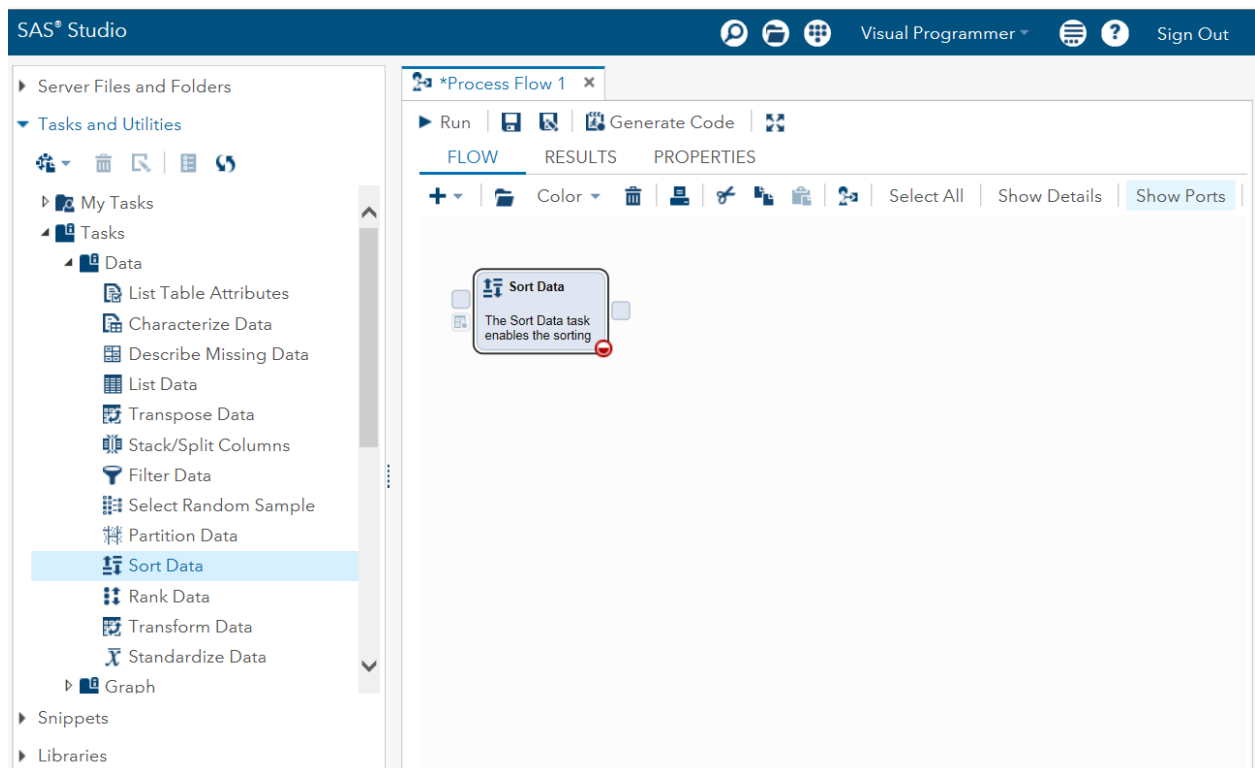 SAS® Studio
Visual Programmer
Sign Out
Server Files and Folders
Tasks and Utilities
My Tasks
Tasks
Data
List Table Attributes
Characterize Data
Describe Missing Data
List Data
Transpose Data
Stack/Split Columns
Filter Data
Select Random Sample
Partition Data
Sort Data
Rank Data
Transform Data
Standardize Data
Graph
Snippets
Libraries
*Process Flow 1
Run
Generate Code
FLOW RESULTS PROPERTIES
Color Select All Show Details Show Ports
Sort Data
The Sort Data task
enables the sorting